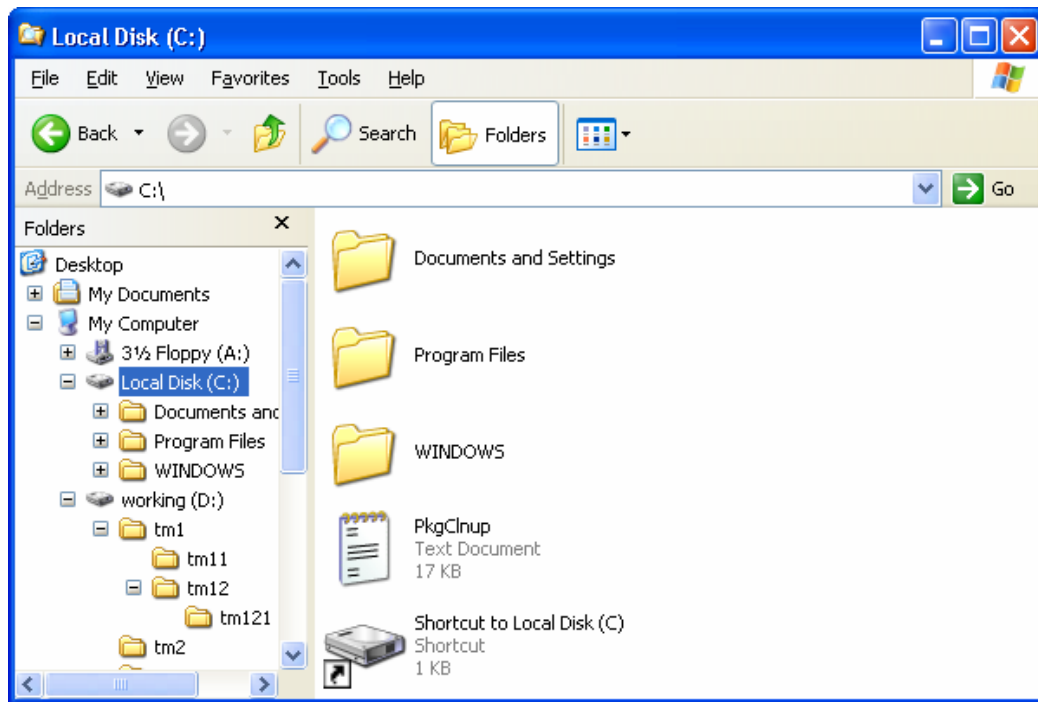 Local Disk (C:)
File Edit View Favorites Tools Help
Back Search Folders
Address C:\ Go
Folders
Desktop
My Documents
My Computer
3½ Floppy (A:)
Local Disk (C:)
Documents and
Program Files
WINDOWS
working (D:)
tm1
tm11
tm12
tm121
tm2
Documents and Settings
Program Files
WINDOWS
PkgClnup
Text Document
17 KB
Shortcut to Local Disk (C)
Shortcut
1 KB